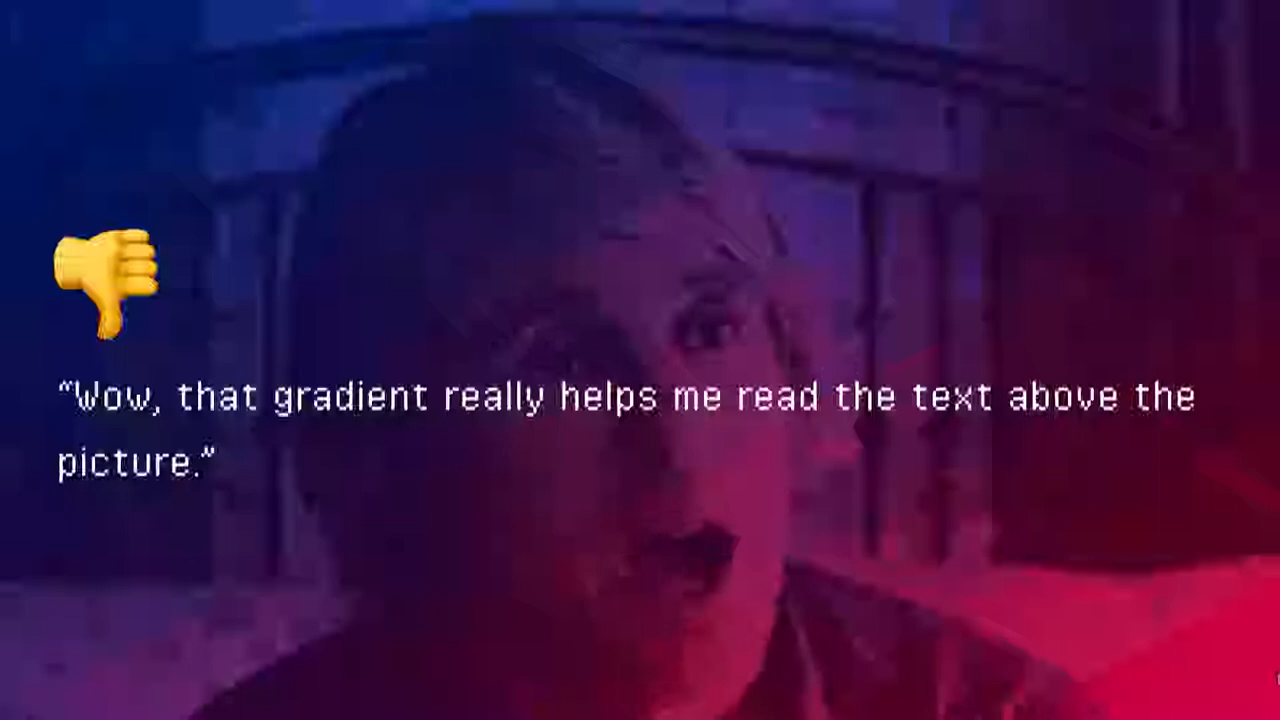 “Wow, that gradient really helps me read the text above the
picture.”